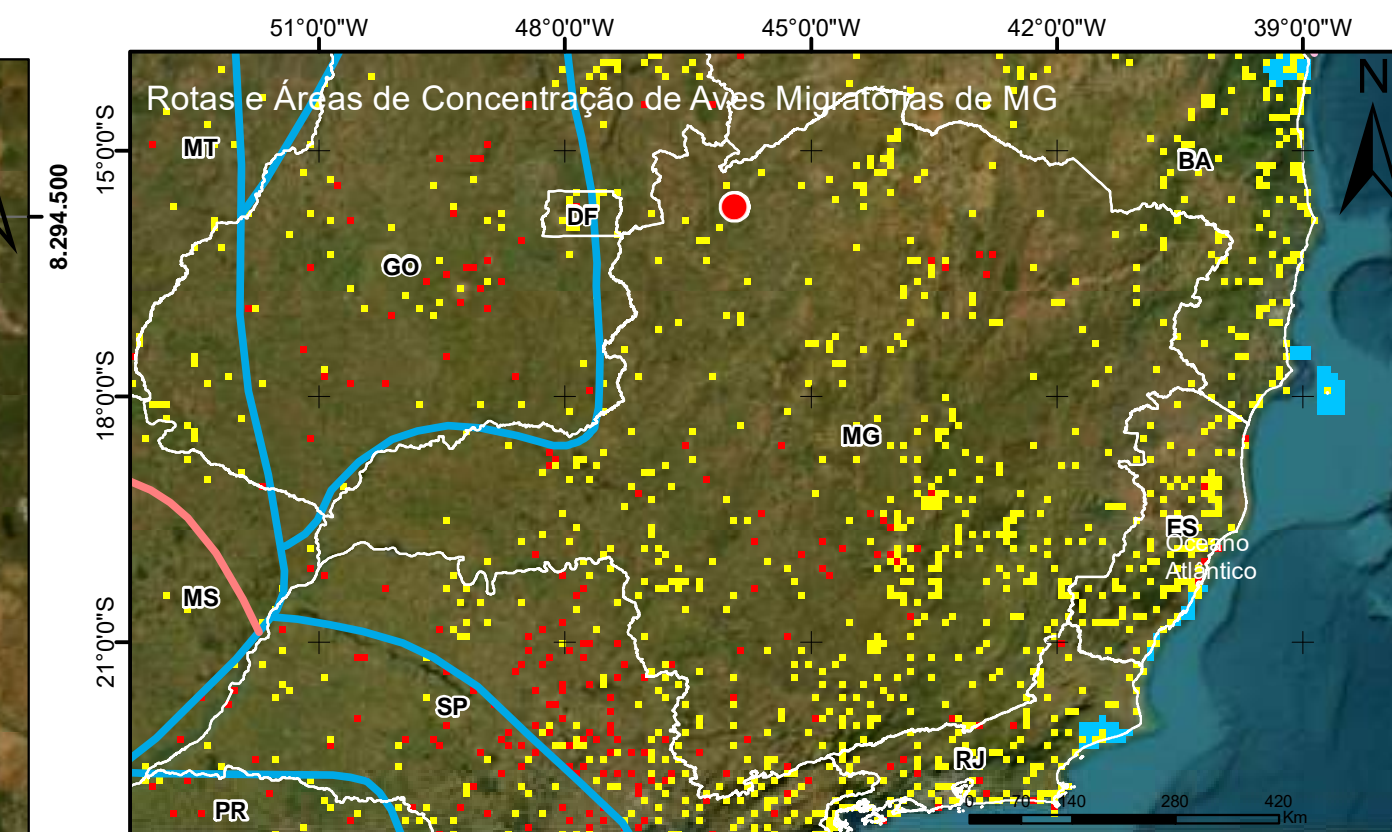 51°0'0"W
48°0'0"W
45°0'0"W
42°0'0"W
39°0'0"W
N
Rotas e Áreas de Concentração de Aves Migratórias de MG
15°0'0"S
MT
BA
8.294.500
DF
GO
18°0'0"S
MG
ES
Oceano
Atlântico
MS
21°0'0"S
SP
RJ
PR
0 70 140 280 420
Km